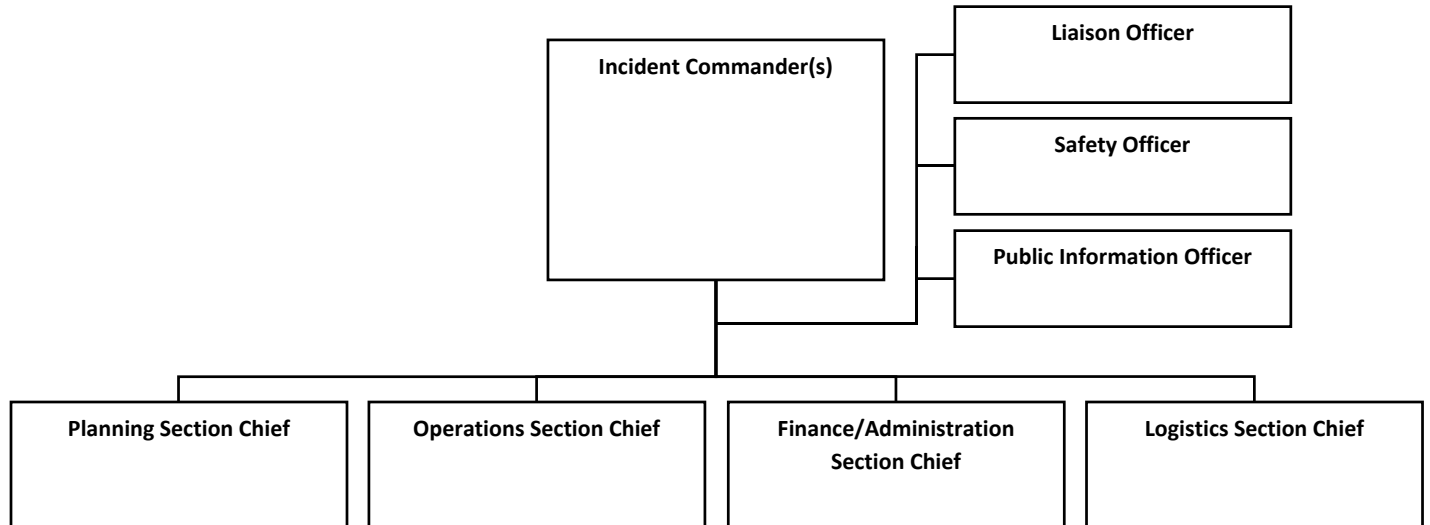 Liaison Officer
Incident Commander(s)
Safety Officer
Public Information Officer
Planning Section Chief
Operations Section Chief
Finance/Administration
Section Chief
Logistics Section Chief